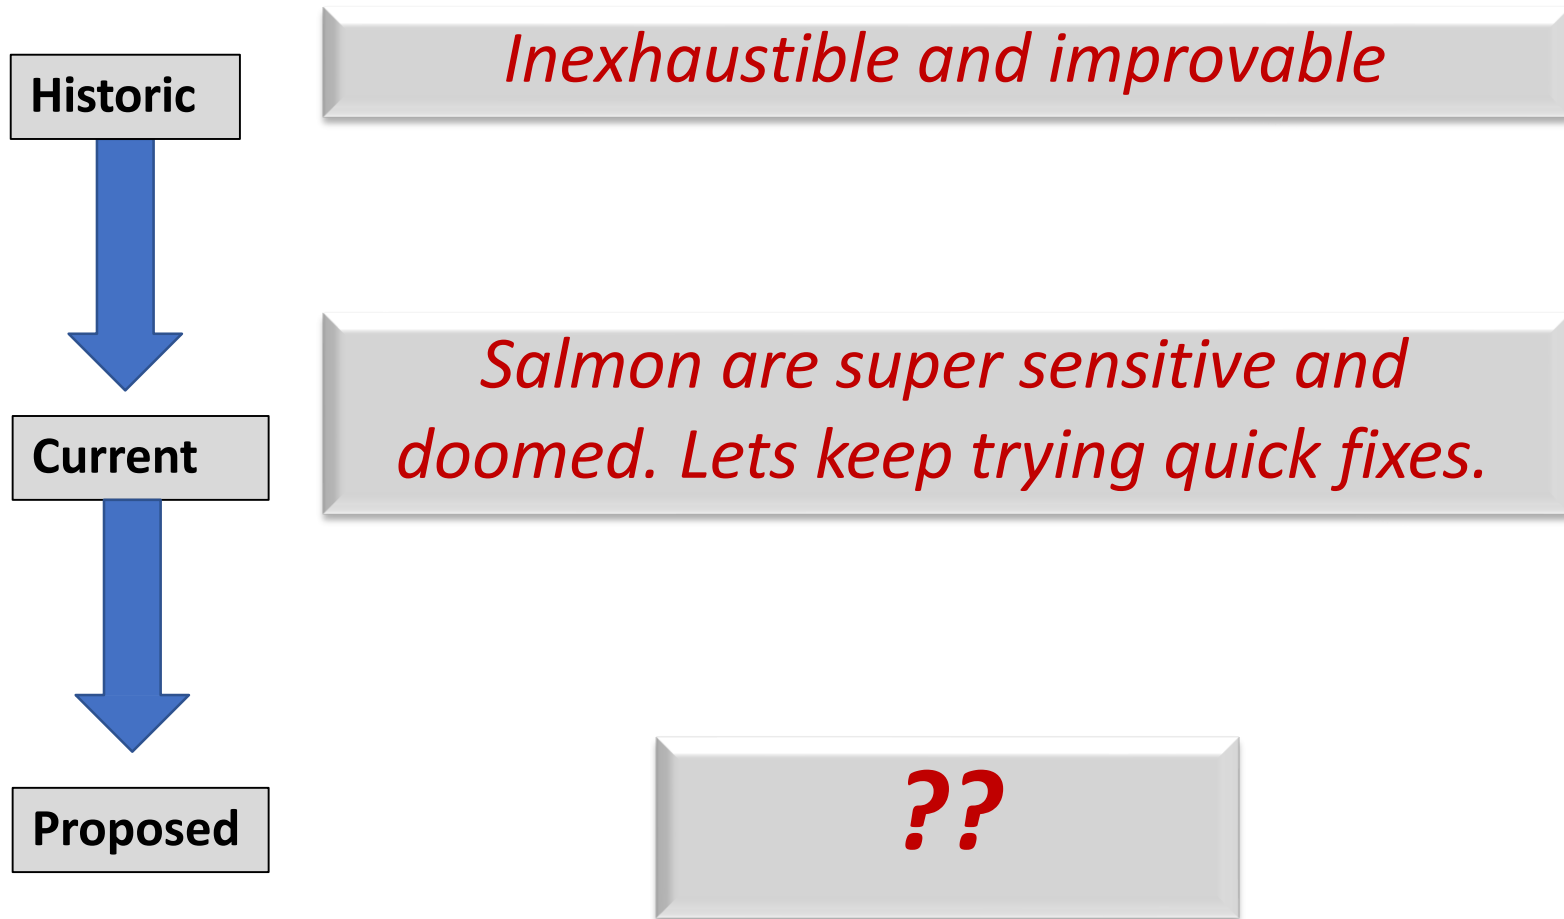 Historic
Inexhaustible and improvable
Current
Salmon are super sensitive and
doomed. Lets keep trying quick fixes.
Proposed
??